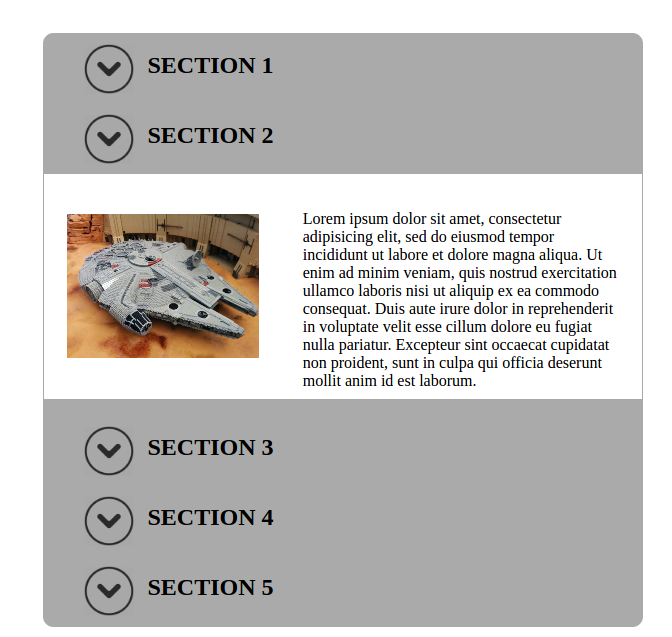 SECTION 1
SECTION 2
Lorem ipsum dolor sit amet, consectetur
adipisicing elit, sed do eiusmod tempor
incididunt ut labore et dolore magna aliqua. Ut
enim ad minim veniam, quis nostrud exercitation
ullamco laboris nisi ut aliquip ex ea commodo
consequat. Duis aute irure dolor in reprehenderit
in voluptate velit esse cillum dolore eu fugiat
nulla pariatur. Excepteur sint occaecat cupidatat
non proident, sunt in culpa qui officia deserunt
mollit anim id est laborum.
SECTION 3
SECTION 4
SECTION 5